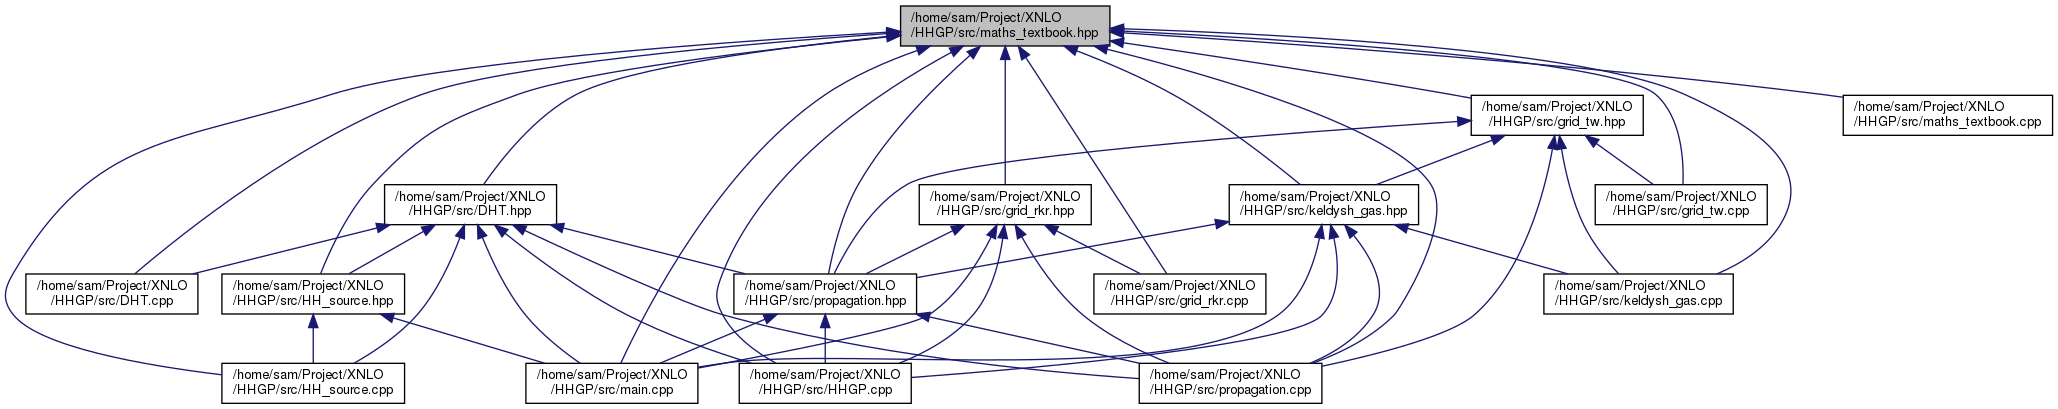 /home/sam/Project/XNLO
/HHGP/src/maths_textbook.hpp
/home/sam/Project/XNLO
/HHGP/src/grid_tw.hpp
/home/sam/Project/XNLO
/HHGP/src/maths_textbook.cpp
/home/sam/Project/XNLO
/HHGP/src/DHT.hpp
/home/sam/Project/XNLO
/HHGP/src/grid_rkr.hpp
/home/sam/Project/XNLO
/HHGP/src/keldysh_gas.hpp
/home/sam/Project/XNLO
/HHGP/src/grid_tw.cpp
/home/sam/Project/XNLO
/HHGP/src/DHT.cpp
/home/sam/Project/XNLO
/HHGP/src/HH_source.hpp
/home/sam/Project/XNLO
/HHGP/src/propagation.hpp
/home/sam/Project/XNLO
/HHGP/src/grid_rkr.cpp
/home/sam/Project/XNLO
/HHGP/src/keldysh_gas.cpp
/home/sam/Project/XNLO
/HHGP/src/HH_source.cpp
/home/sam/Project/XNLO
/HHGP/src/main.cpp
/home/sam/Project/XNLO
/HHGP/src/HHGP.cpp
/home/sam/Project/XNLO
/HHGP/src/propagation.cpp